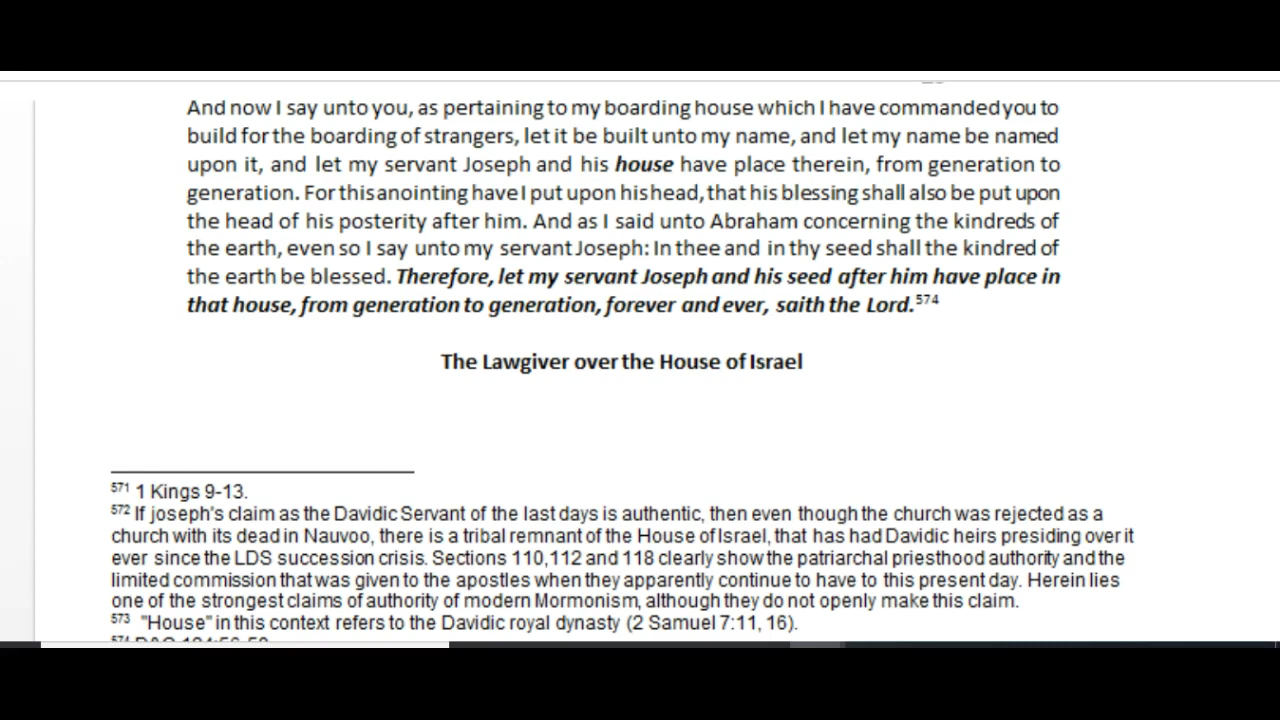 And now I say unto you, as pertaining to my boarding house which I have commanded you to
build for the boarding of strangers, let it be built unto my name, and let my name be named
upon it, and let my servant Joseph and his house have place therein, from generation to
generation. For this anointing have I put upon his head, that his blessing shall also be put upon
the head of his posterity after him. And as I said unto Abraham concerning the kindreds of
the earth, even so I say unto my servant Joseph: In thee and in thy seed shall the kindred of
the earth be blessed. Therefore, let my servant Joseph and his seed after him have place in
that house, from generation to generation, forever and ever, saith the Lord.574
The Lawgiver over the House of Israel
571 1 Kings 9-13.
572 If joseph's claim as the Davidic Servant of the last days is authentic, then even though the church was rejected as a
church with its dead in Nauvoo, there is a tribal remnant of the House of Israel, that has had Davidic heirs presiding over it
ever since the LDS succession crisis. Sections 110,112 and 118 clearly show the patriarchal priesthood authority and the
limited commission that was given to the apostles when they apparently continue to have to this present day. Herein lies
one of the strongest claims of authority of modern Mormonism, although they do not openly make this claim.
573 "House" in this context refers to the Davidic royal dynasty (2 Samuel 7:11, 16).